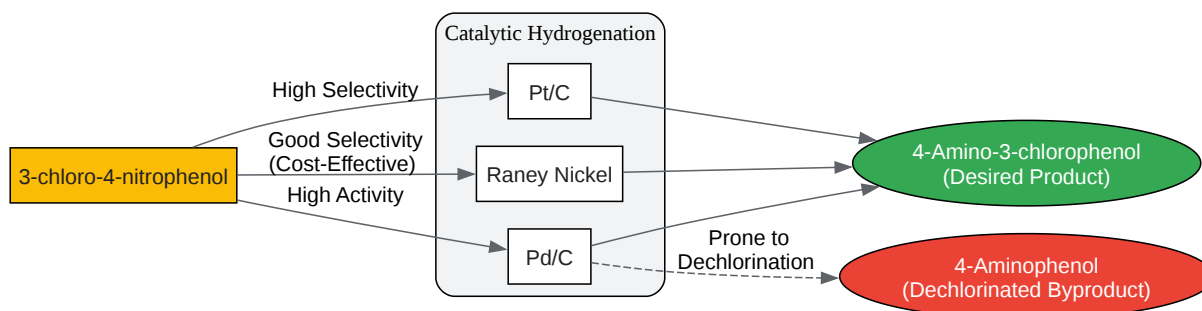 Catalytic Hydrogenation
High Selectivity
Pt/C
Good Selectivity
(Cost-Effective)
3-chloro-4-nitrophenol
Raney Nickel
4-Amino-3-chlorophenol
(Desired Product)
High Activity
Pd/C
Prone to
Dechlorination
4-Aminophenol
(Dechlorinated Byproduct)